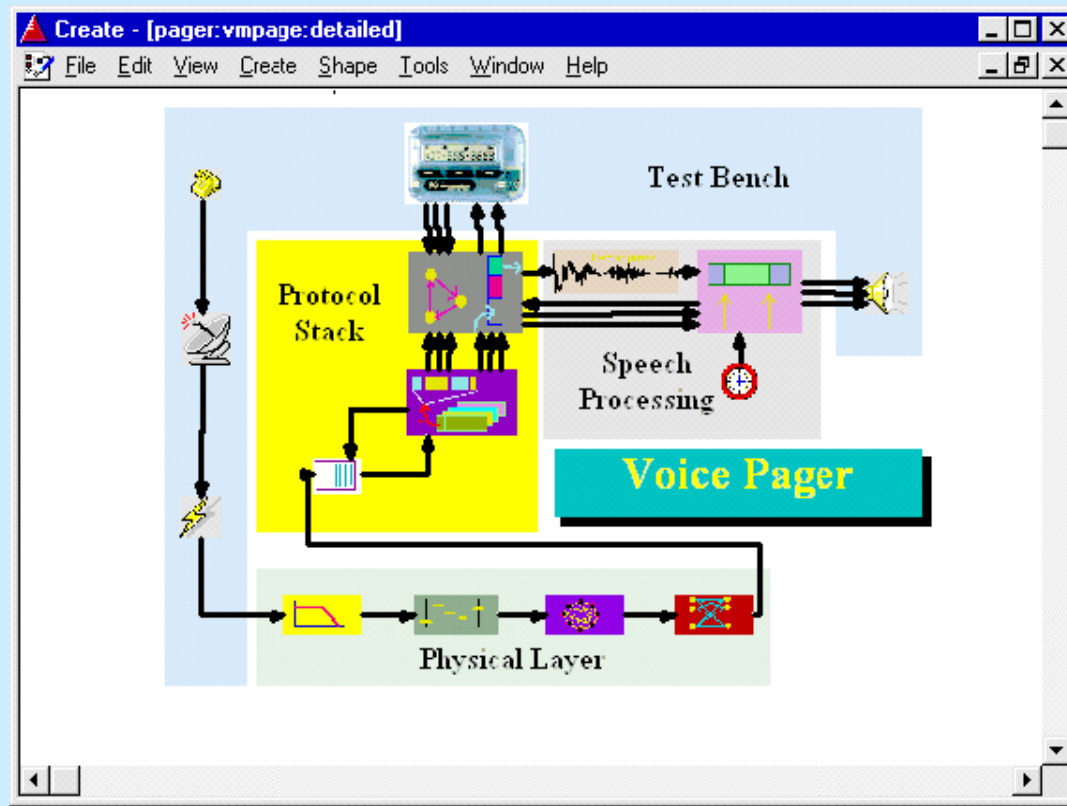 Create - [pager:vmpage:detailed]
File Edit View Create Shape Tools Window Help
Test Bench
Protocol
Stack
Speech
Processing
Voice Pager
Physical Layer